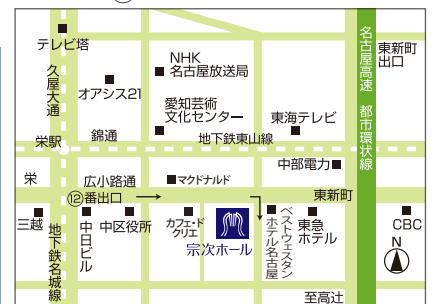 テレビ塔
久屋大通
オアシス21
NHK
名古屋放送局
愛知芸術
文化センター
名古屋高速 都市環状線
東新町
出口
東海テレビ
栄駅
錦通
地下鉄東山線
中部電力
栄
広小路通
マクドナルド
東新町
⑫番出口
三越
地下鉄名城線
中日ビル
中区役所
カフェ・ド
クリエ
宗次ホール
ベストウェスタン
ホテル名古屋
東急
ホテル
CBC
N
至高辻